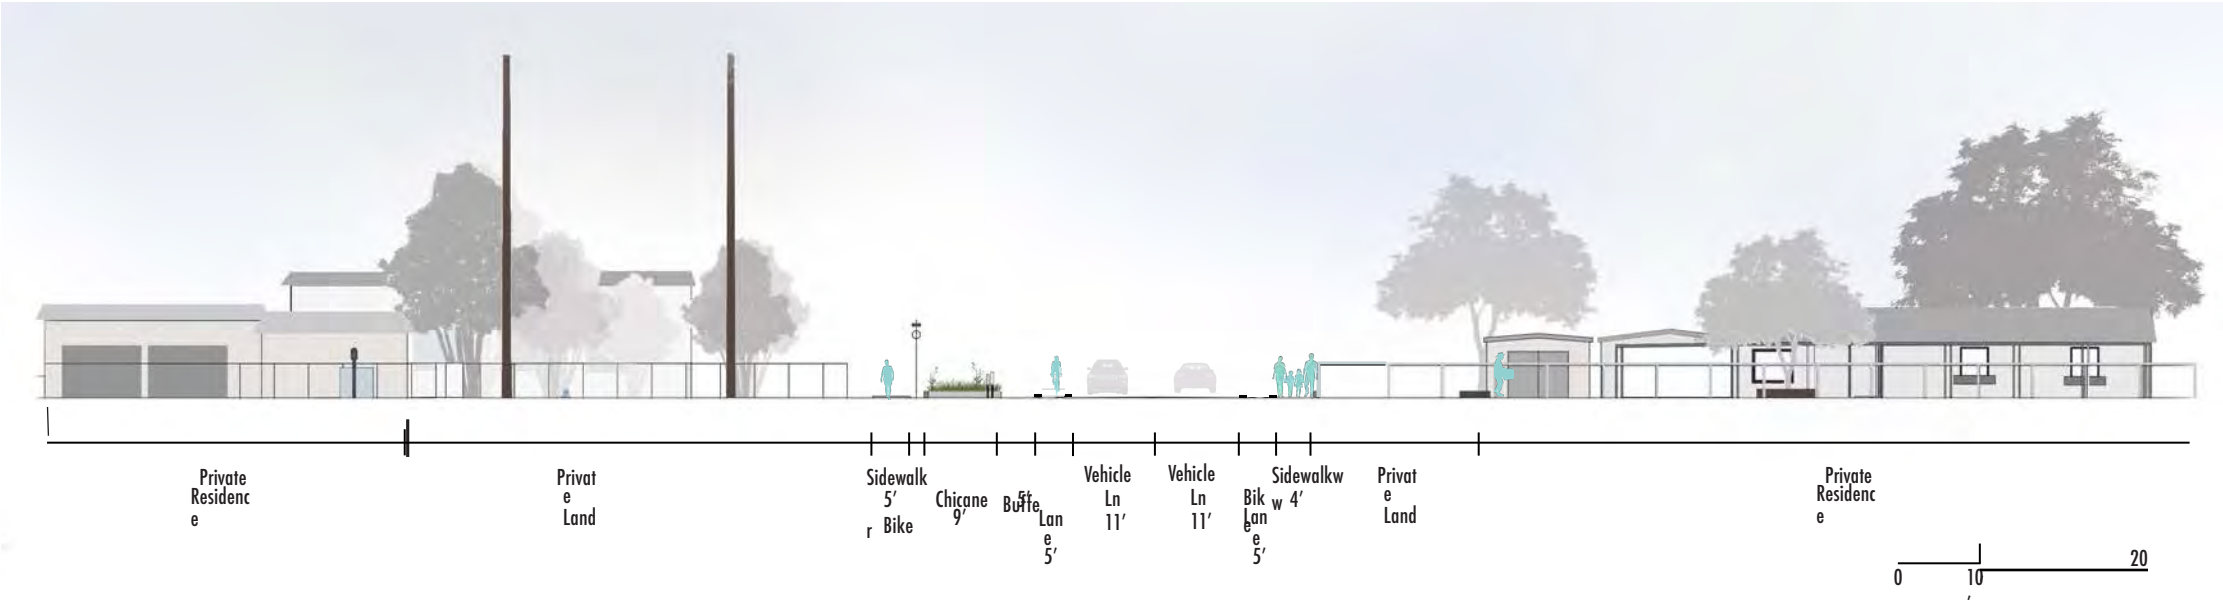 Private
Residenc
e
Privat
e
Land
Sidewalk
5'
r Bike
Chicane
9'
Buffe
5'
Lan
e
5'
Vehicle
Ln
11'
Vehicle
Ln
11'
Bik
e
Lan
e
5'
Sidewalkw
w 4'
Privat
e
Land
Private
Residenc
e
0 10 20
'